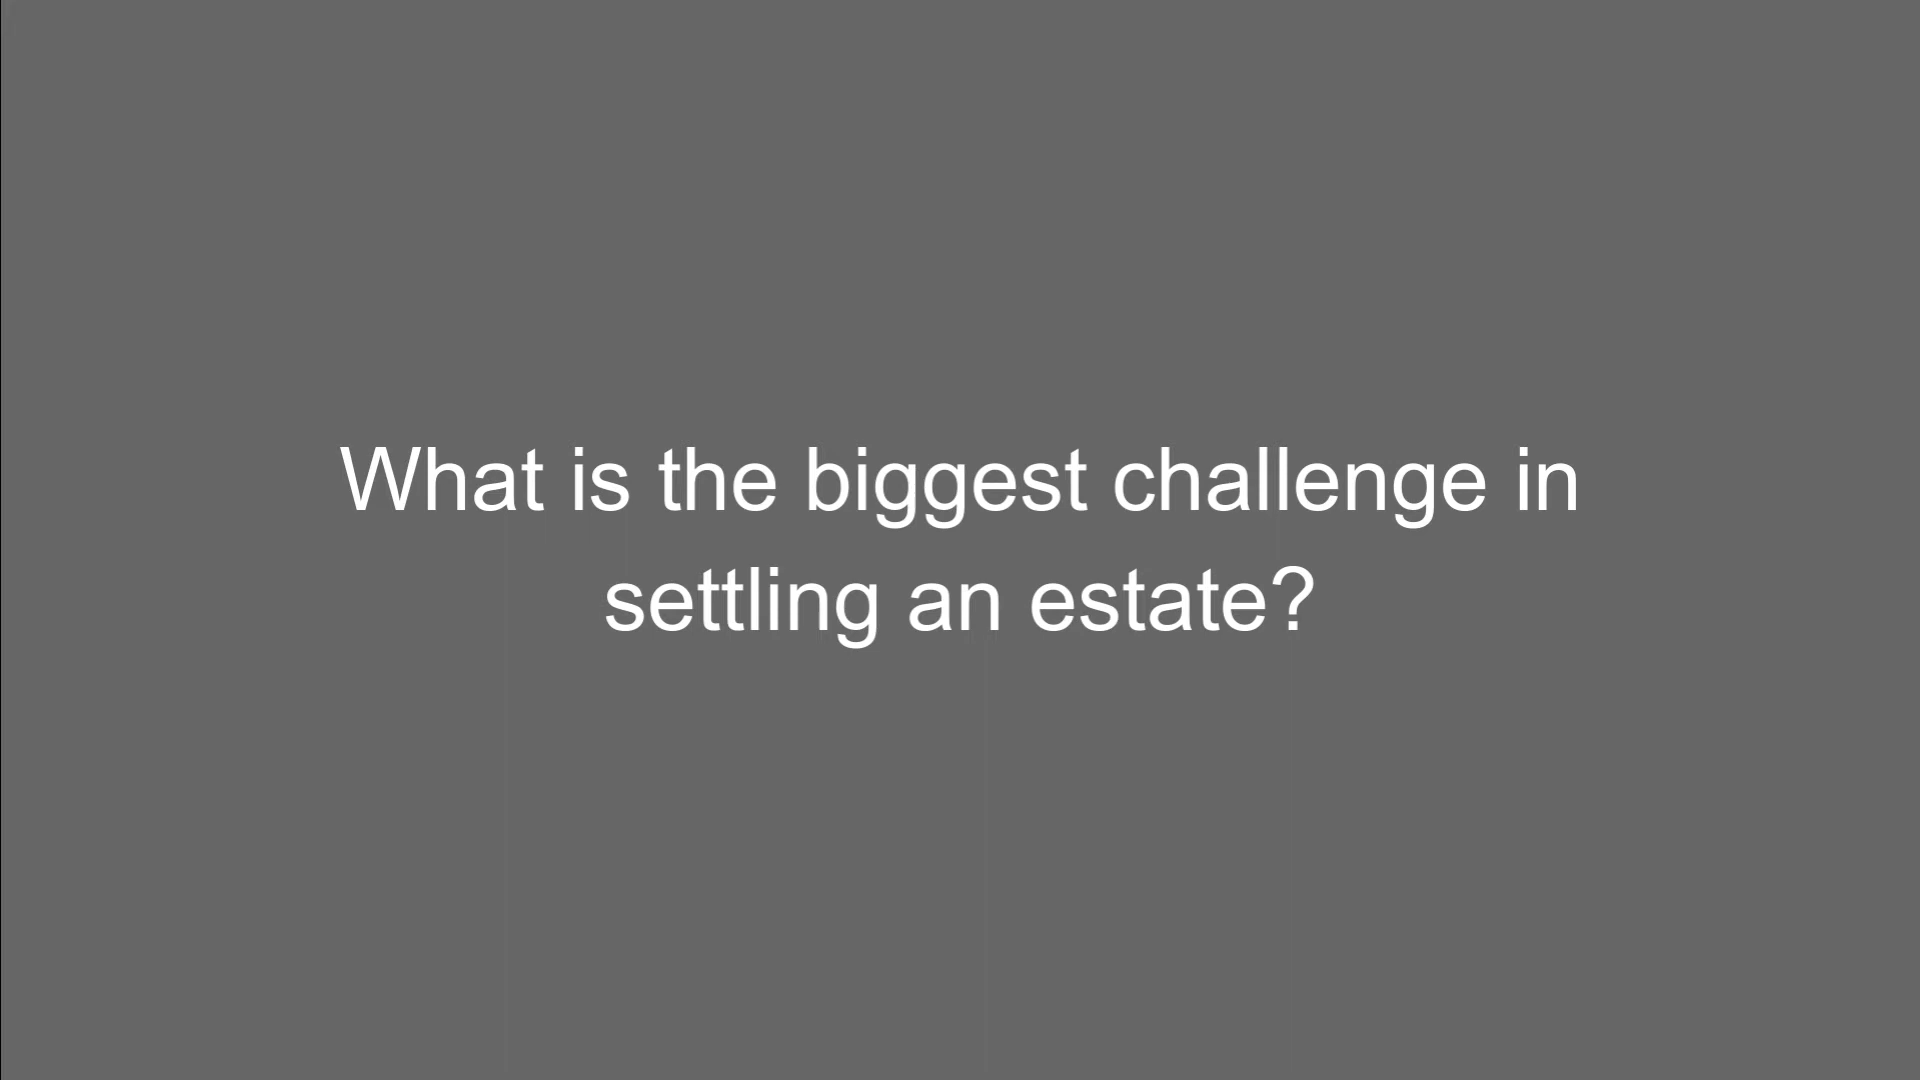 What is the biggest challenge in
settling an estate?